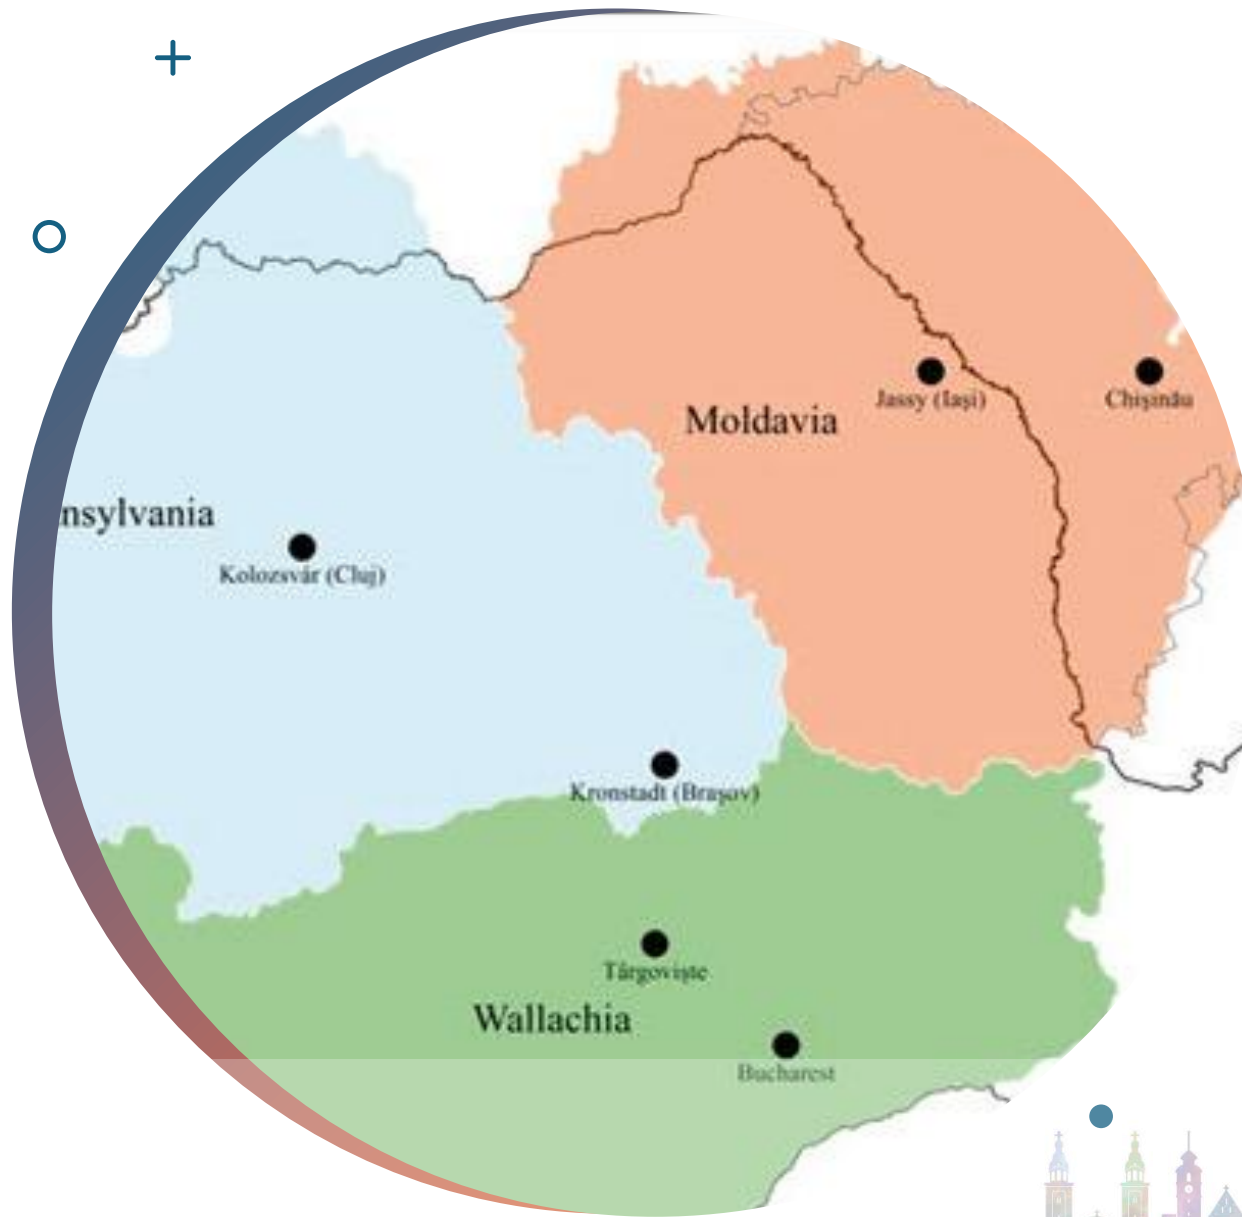 Jassy (Iași)
Chișinău
Moldavia
nsylvania
Kolozsvár (Cluj)
Kronstadt (Brașov)
Târgoviște
Wallachia
Bucharest